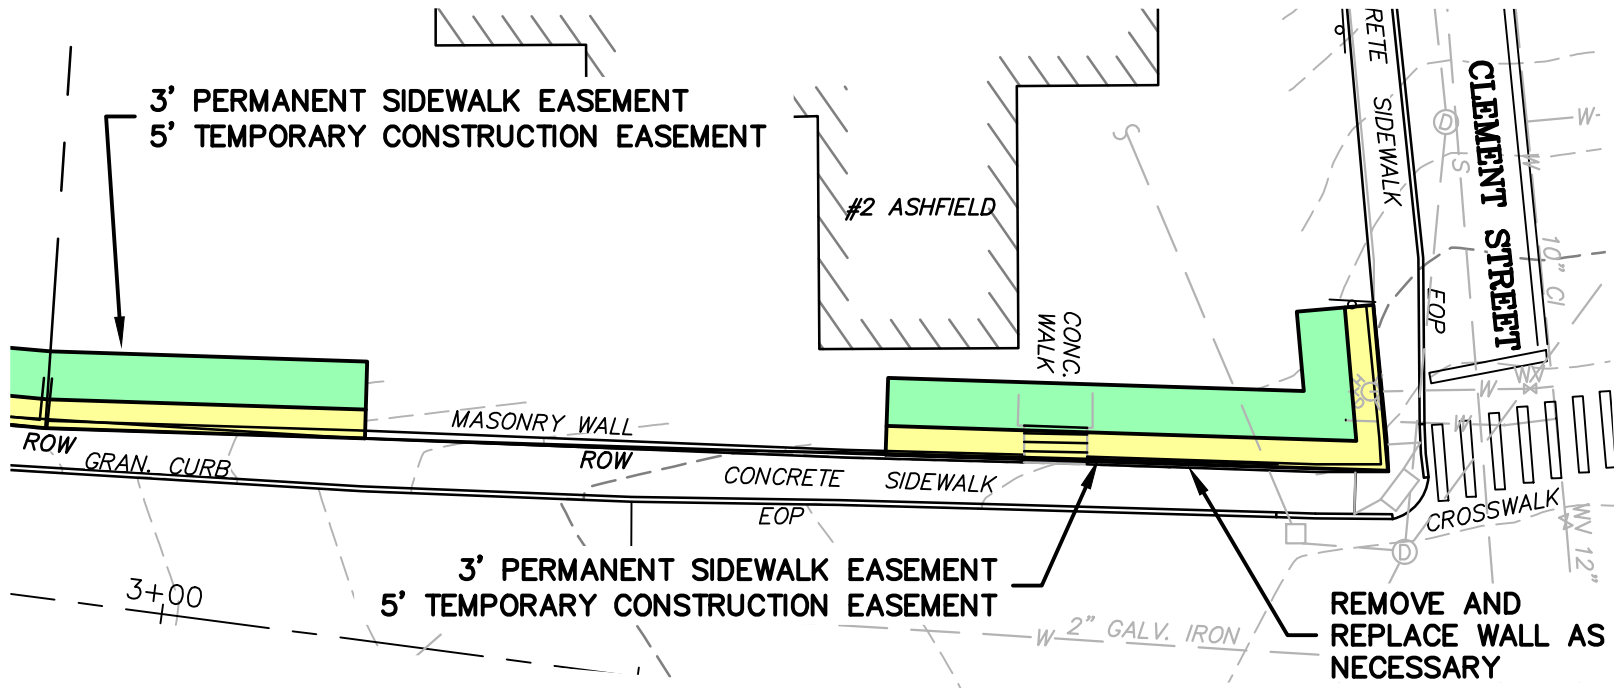 3' PERMANENT SIDEWALK EASEMENT
5' TEMPORARY CONSTRUCTION EASEMENT
#2 ASHFIELD
RETE SIDEWALK
CLEMENT STREET
D
S
W
W
10" CI
EOP
CONC.
WALK
MASONRY WALL
ROW
ROW
GRAN. CURB
CONCRETE SIDEWALK
EOP
W
W
W
CROSSWALK
WV 12"
D
3' PERMANENT SIDEWALK EASEMENT
5' TEMPORARY CONSTRUCTION EASEMENT
3+00
W 2" GALV. IRON
REMOVE AND
REPLACE WALL AS
NECESSARY